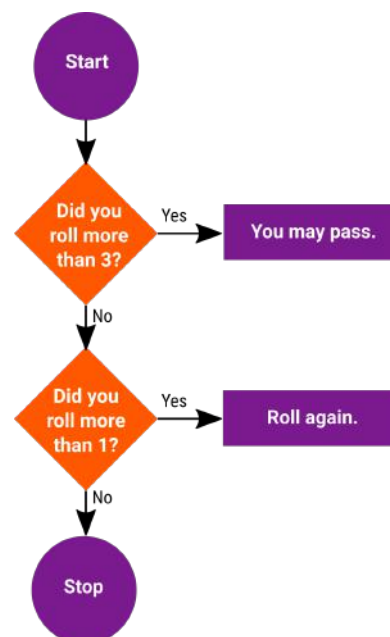 Start
Did you
roll more
than 3?
Yes
You may pass.
No
Did you
roll more
than 1?
Yes
Roll again.
No
Stop